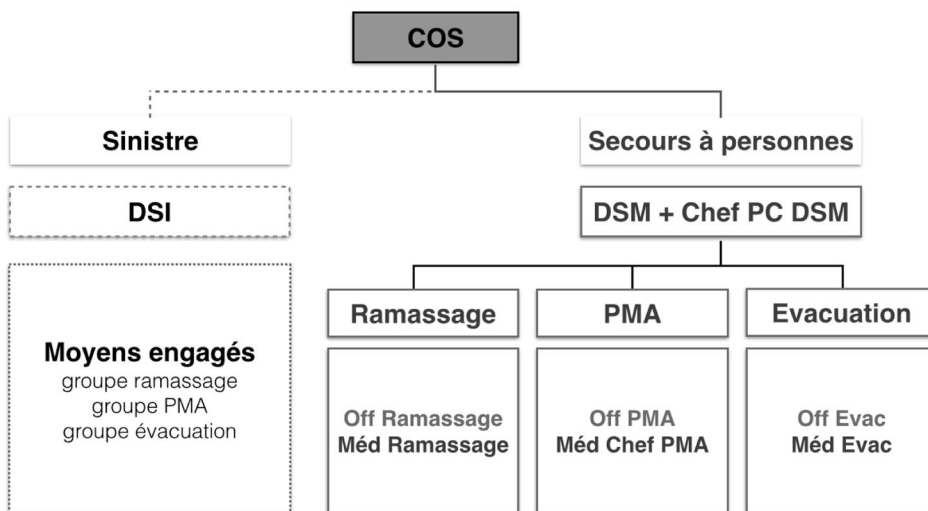 COS
Sinistre
Secours à personnes
DSI
DSM + Chef PC DSM
Ramassage
PMA
Evacuation
Moyens engagés
groupe ramassage
groupe PMA
groupe évacuation
Off Ramassage
Méd Ramassage
Off PMA
Méd Chef PMA
Off Evac
Méd Evac